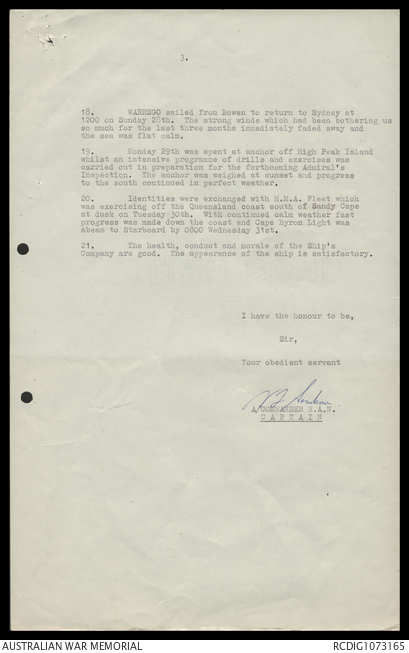 3.
18. WARREGO sailed from Bowen to return to Sydney at
1200 on Sunday 28th. The strong winds which had been bothering us
so much for the last three months immediately faded away and
the sea was flat calm.
19. Monday 29th was spent at anchor off High Peak Island
whilst an intensive programme of drills and exercises was
carried out in preparation for the forthcoming Admiral's
Inspection. The anchor was weighed at sunset and progress
to the south continued in perfect weather.
20. Identities were exchanged with H.M.A. Fleet which
was exercising off the Queensland coast south of Sandy Cape
at dusk on Tuesday 30th. With continued calm weather fast
progress was made down the coast and Cape Byron Light was
abeam to Starboard by 0800 Wednesday 31st.
21. The health, conduct and morale of the Ship's
Company are good. The appearance of the ship is satisfactory.
I have the honour to be,
Sir,
Your obedient servant
A/COMMANDER R.A.N.
CAPTAIN
AUSTRALIAN WAR MEMORIAL
RCDIG1073165